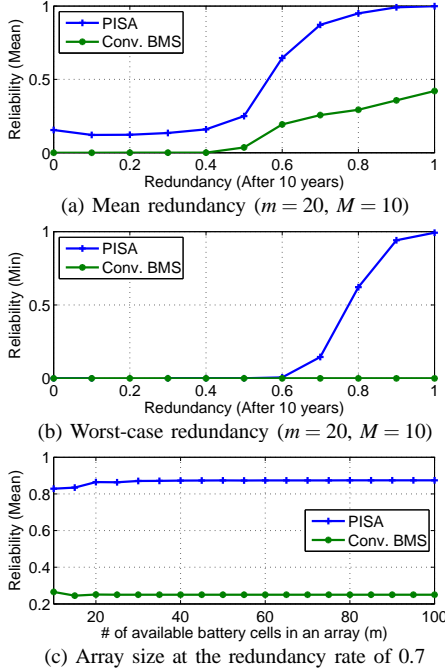 1
PISA
Conv. BMS
Reliability (Mean)
0.5
0
0 0.2 0.4 0.6 0.8 1
Redundancy (After 10 years)
(a) Mean redundancy (m = 20, M = 10)
1
PISA
Conv. BMS
Reliability (Min)
0.5
0
0 0.2 0.4 0.6 0.8 1
Redundancy (After 10 years)
(b) Worst-case redundancy (m = 20, M = 10)
1
0.8
Reliability (Mean)
0.6
PISA
Conv. BMS
0.4
0.2
20 40 60 80 100
# of available battery cells in an array (m)
(c) Array size at the redundancy rate of 0.7